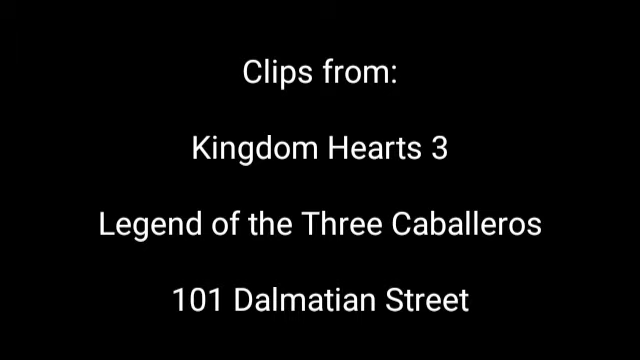 Clips from:
Kingdom Hearts 3
Legend of the Three Caballeros
101 Dalmatian Street